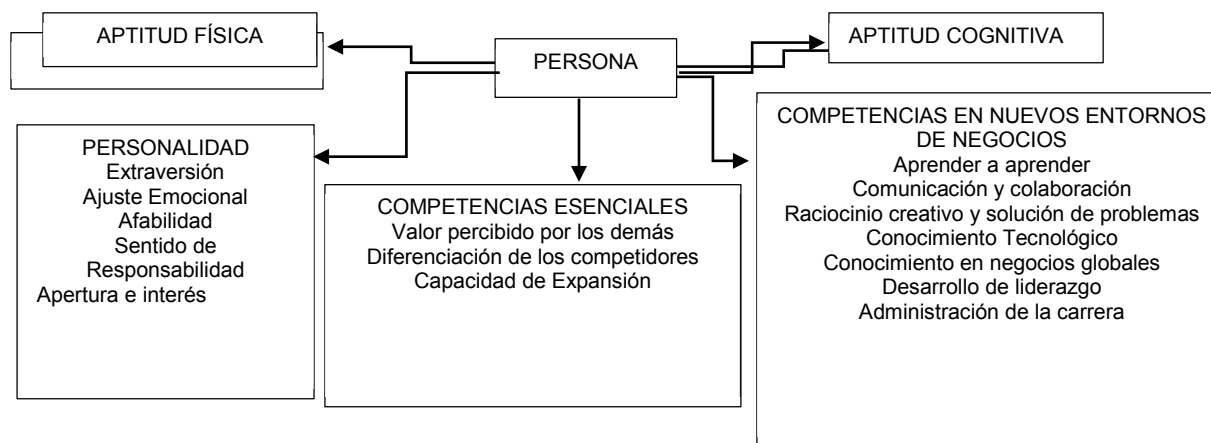 APTITUD FÍSICA
PERSONA
APTITUD COGNITIVA
PERSONALIDAD
Extraversión
Ajuste Emocional
Afabilidad
Sentido de
Responsabilidad
Apertura e interés
COMPETENCIAS ESENCIALES
Valor percibido por los demás
Diferenciación de los competidores
Capacidad de Expansión
COMPETENCIAS EN NUEVOS ENTORNOS
DE NEGOCIOS
Aprender a aprender
Comunicación y colaboración
Raciocinio creativo y solución de problemas
Conocimiento Tecnológico
Conocimiento en negocios globales
Desarrollo de liderazgo
Administración de la carrera